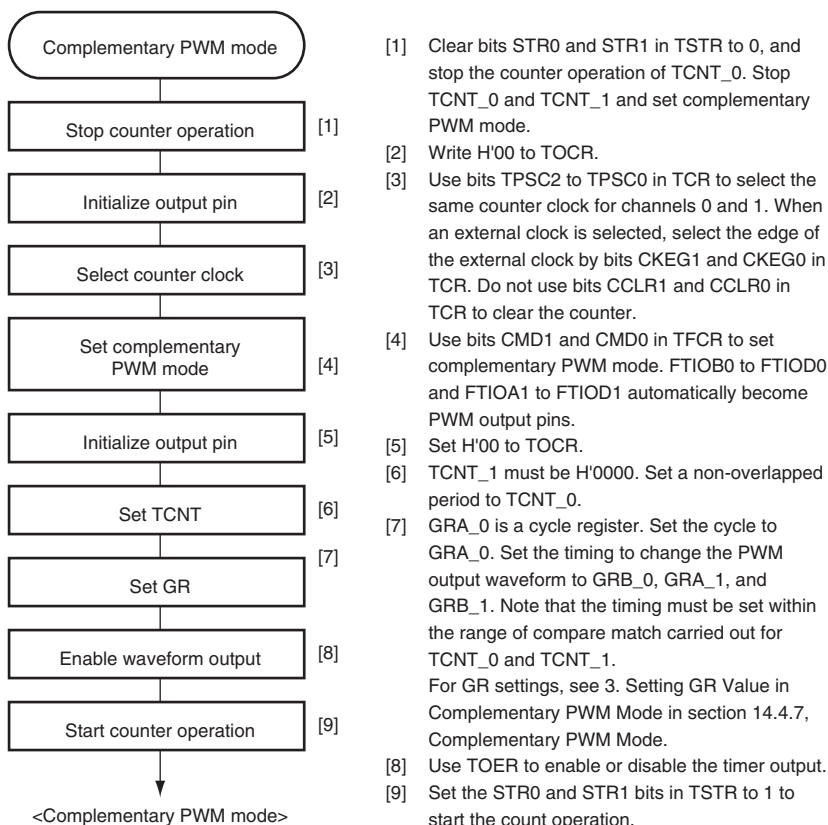 Complementary PWM mode
Stop counter operation
[1]
Initialize output pin
[2]
Select counter clock
[3]
Set complementary
PWM mode
[4]
Initialize output pin
[5]
Set TCNT
[6]
[7]
Set GR
Enable waveform output
[8]
Start counter operation
[9]
<Complementary PWM mode>
[1] Clear bits STR0 and STR1 in TSTR to 0, and
stop the counter operation of TCNT_0. Stop
TCNT_0 and TCNT_1 and set complementary
PWM mode.
[2] Write H'00 to TOCR.
[3] Use bits TPSC2 to TPSC0 in TCR to select the
same counter clock for channels 0 and 1. When
an external clock is selected, select the edge of
the external clock by bits CKEG1 and CKEG0 in
TCR. Do not use bits CCLR1 and CCLR0 in
TCR to clear the counter.
[4] Use bits CMD1 and CMD0 in TFCR to set
complementary PWM mode. FTIOB0 to FTIOD0
and FTIOA1 to FTIOD1 automatically become
PWM output pins.
[5] Set H'00 to TOCR.
[6] TCNT_1 must be H'0000. Set a non-overlapped
period to TCNT_0.
[7] GRA_0 is a cycle register. Set the cycle to
GRA_0. Set the timing to change the PWM
output waveform to GRB_0, GRA_1, and
GRB_1. Note that the timing must be set within
the range of compare match carried out for
TCNT_0 and TCNT_1.
For GR settings, see 3. Setting GR Value in
Complementary PWM Mode in section 14.4.7,
Complementary PWM Mode.
[8] Use TOER to enable or disable the timer output.
[9] Set the STR0 and STR1 bits in TSTR to 1 to
start the count operation.